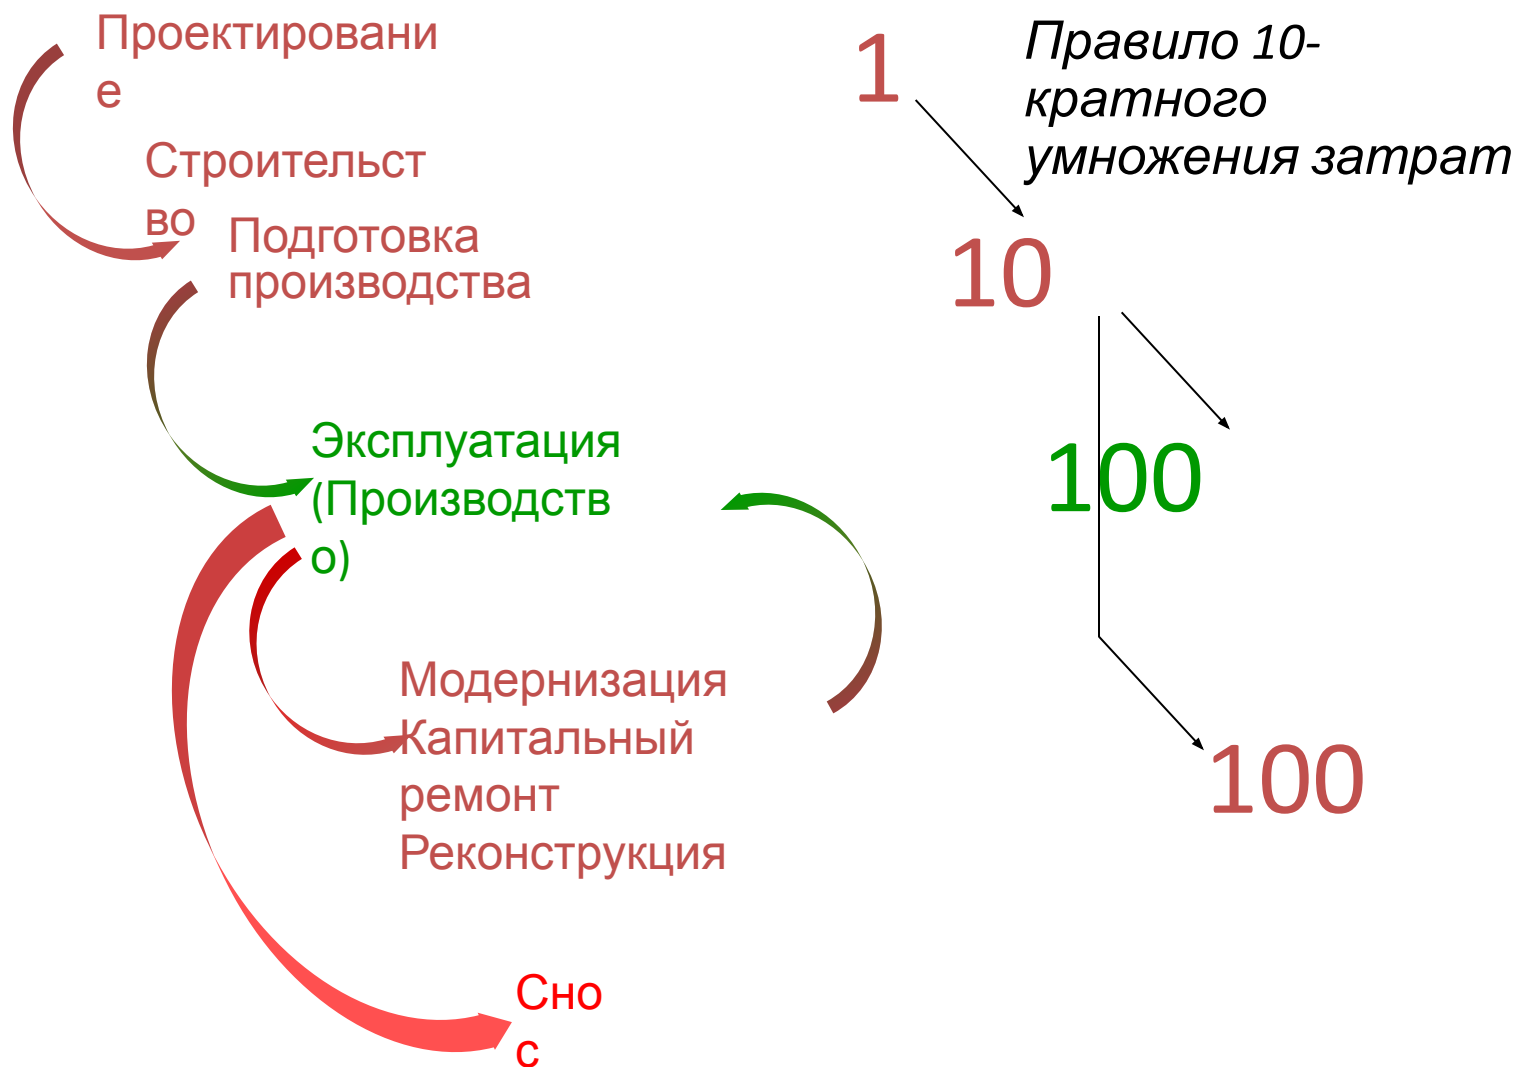 Проектировани
е
Строительст
во
Подготовка
производства
Эксплуатация
(Производств
о)
Модернизация
Капитальный
ремонт
Реконструкция
Сно
с
1
Правило 10-
кратного
умножения затрат
10
100
100